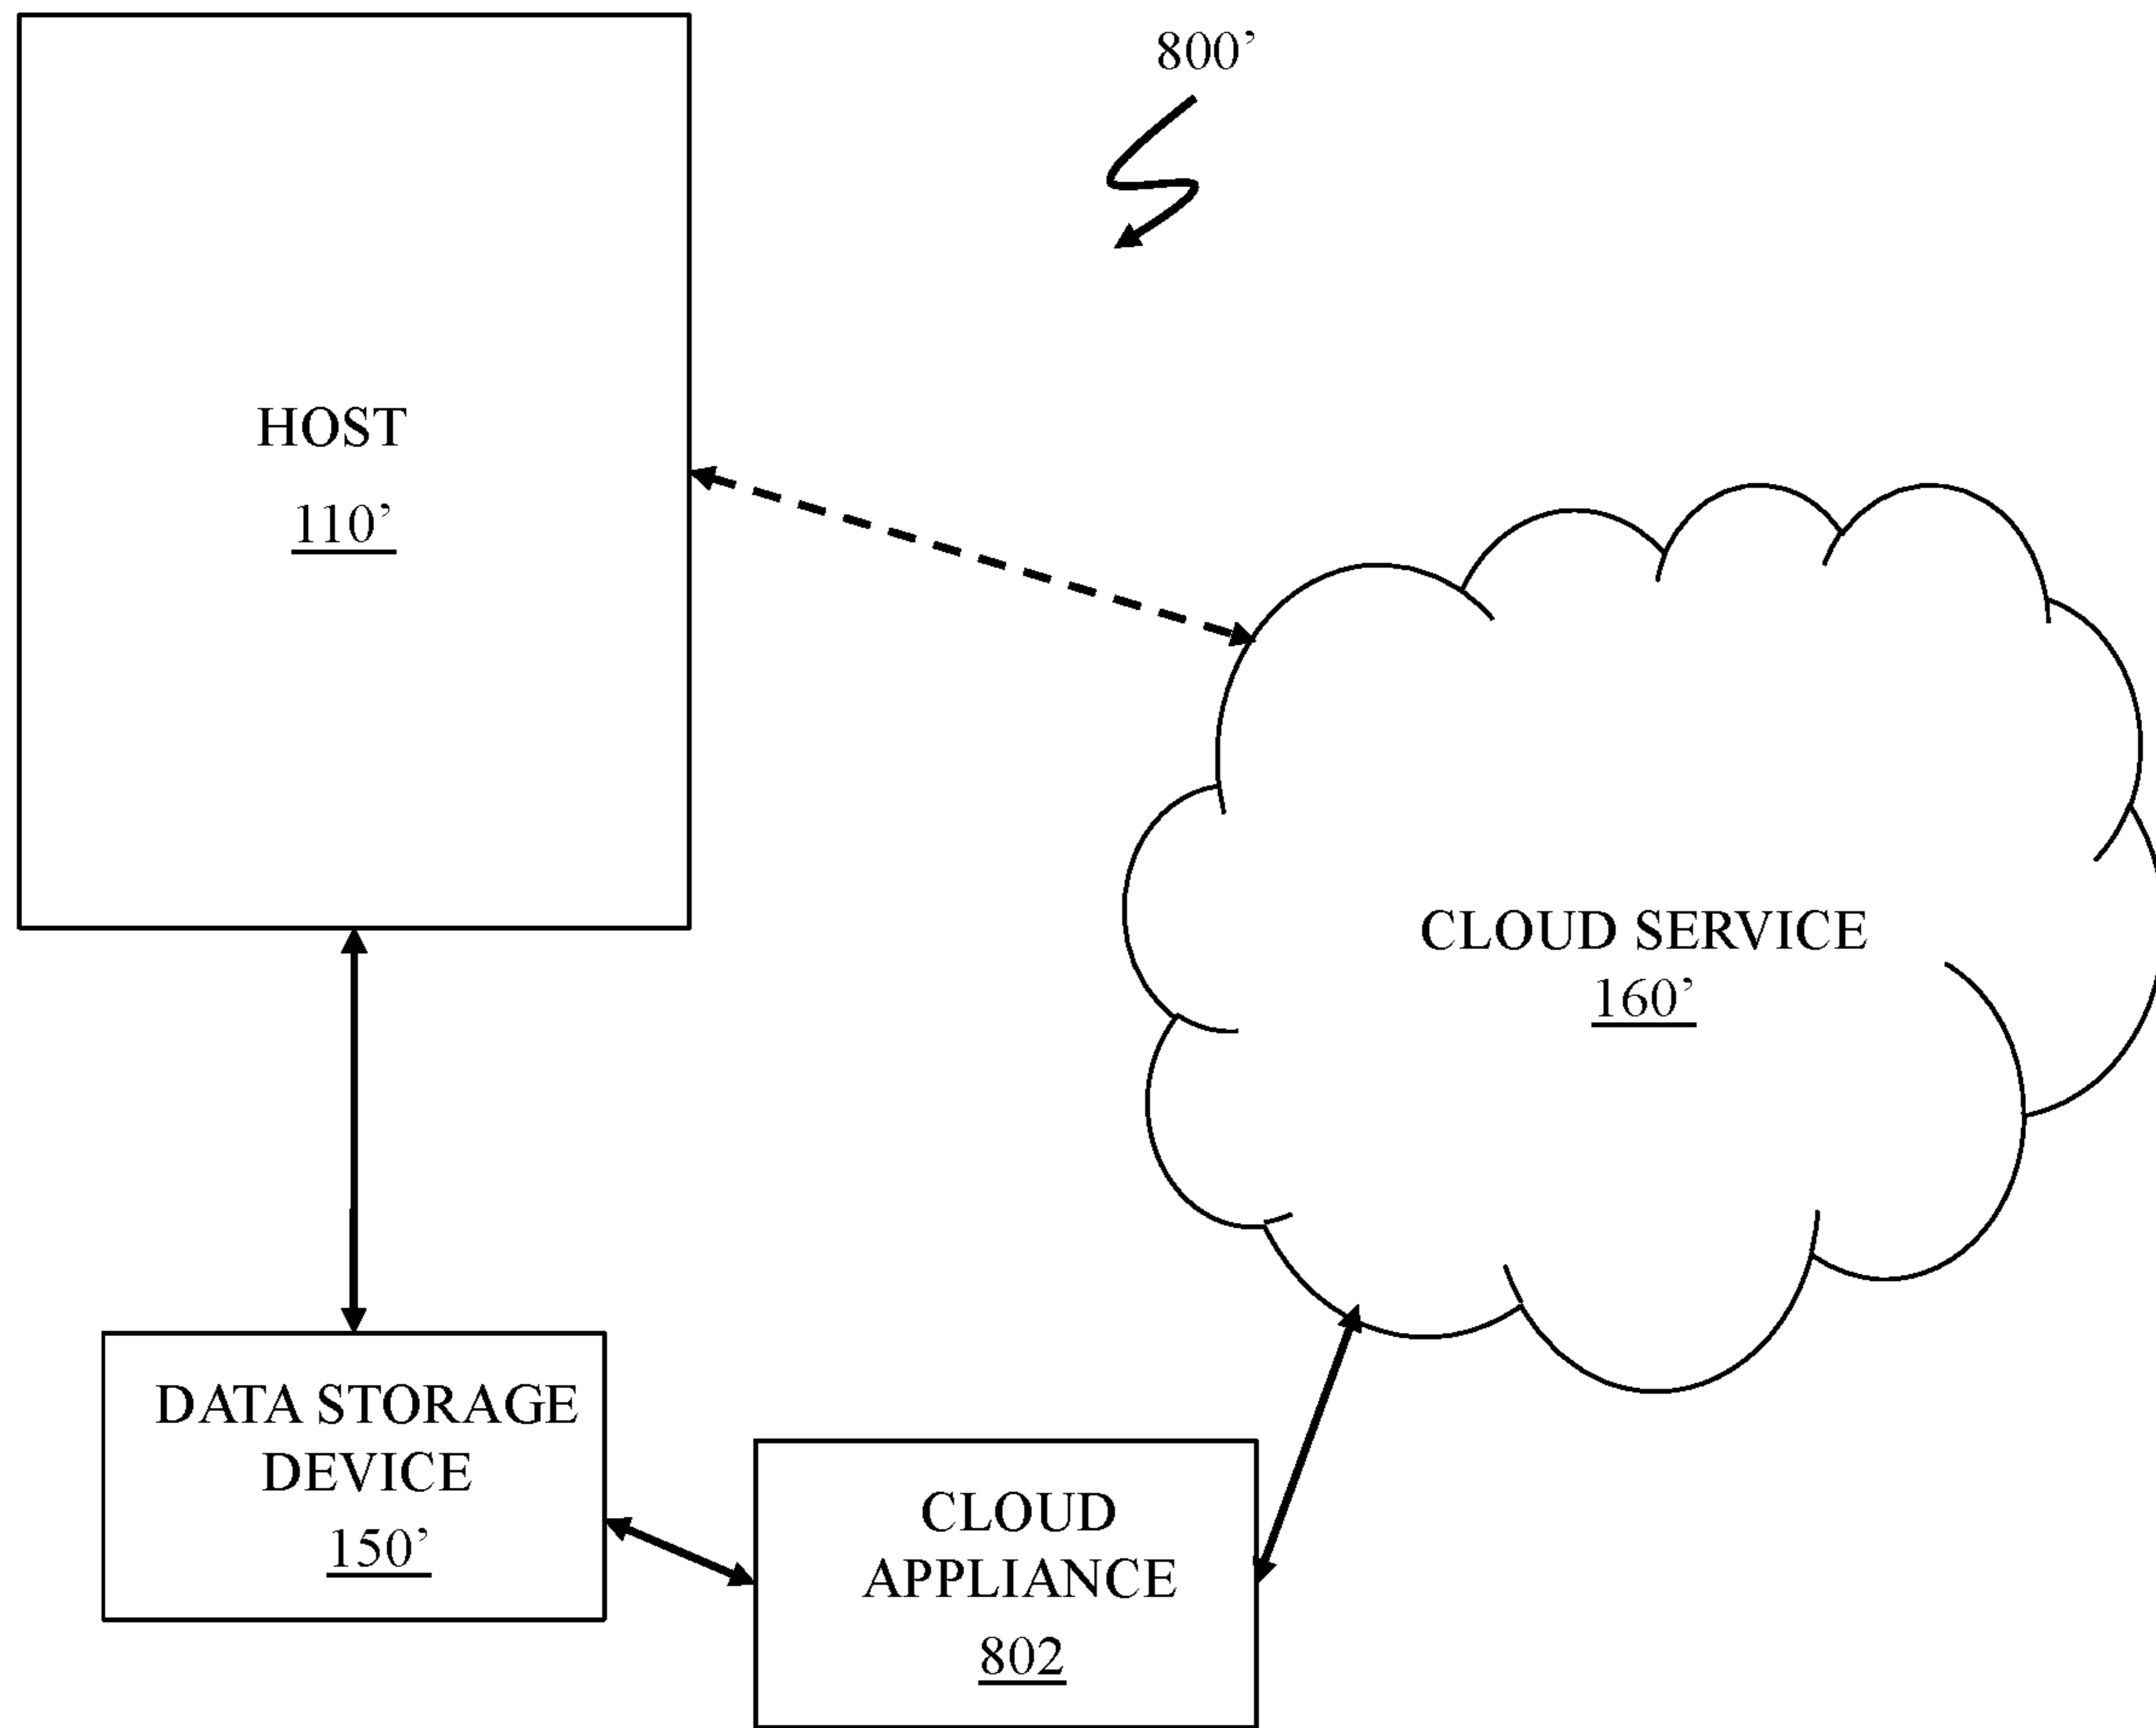 800’
HOST
110’
CLOUD SERVICE
160’
DATA STORAGE
DEVICE
150’
CLOUD
APPLIANCE
802